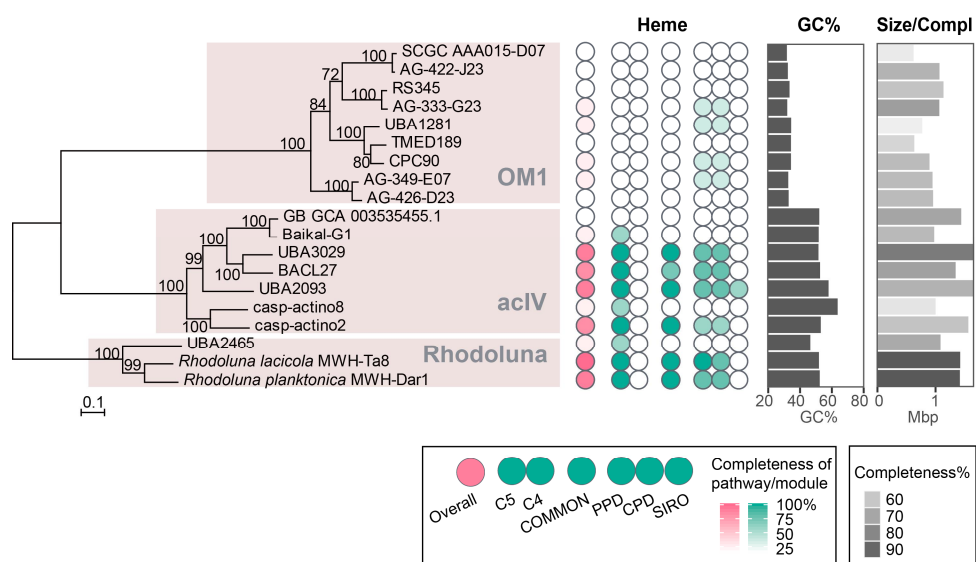 Heme GC% Size/Compl
SCGC AAA015-D07
100
AG-422-J23
72
RS345
100
AG-333-G23
84
UBA1281
100
TMED189
100
CPC90
80
AG-349-E07
OM1
100
AG-426-D23
GB GCA 003535455.1
100
Baikal-G1
100
UBA3029
99
BACL27
100
UBA2093
100
acIV
casp-actino8
casp-actino2
100
UBA2465
Rhodoluna
100
Rhodoluna lacicola MWH-Ta8
99
Rhodoluna planktonica MWH-Dar1
0.1
20 40 60 80
GC%
0 1
Mbp
Overall
C5
C4
COMMON
PPD
CPD
SIRO
Completeness of
pathway/module
100%
75
50
25
Completeness%
60
70
80
90